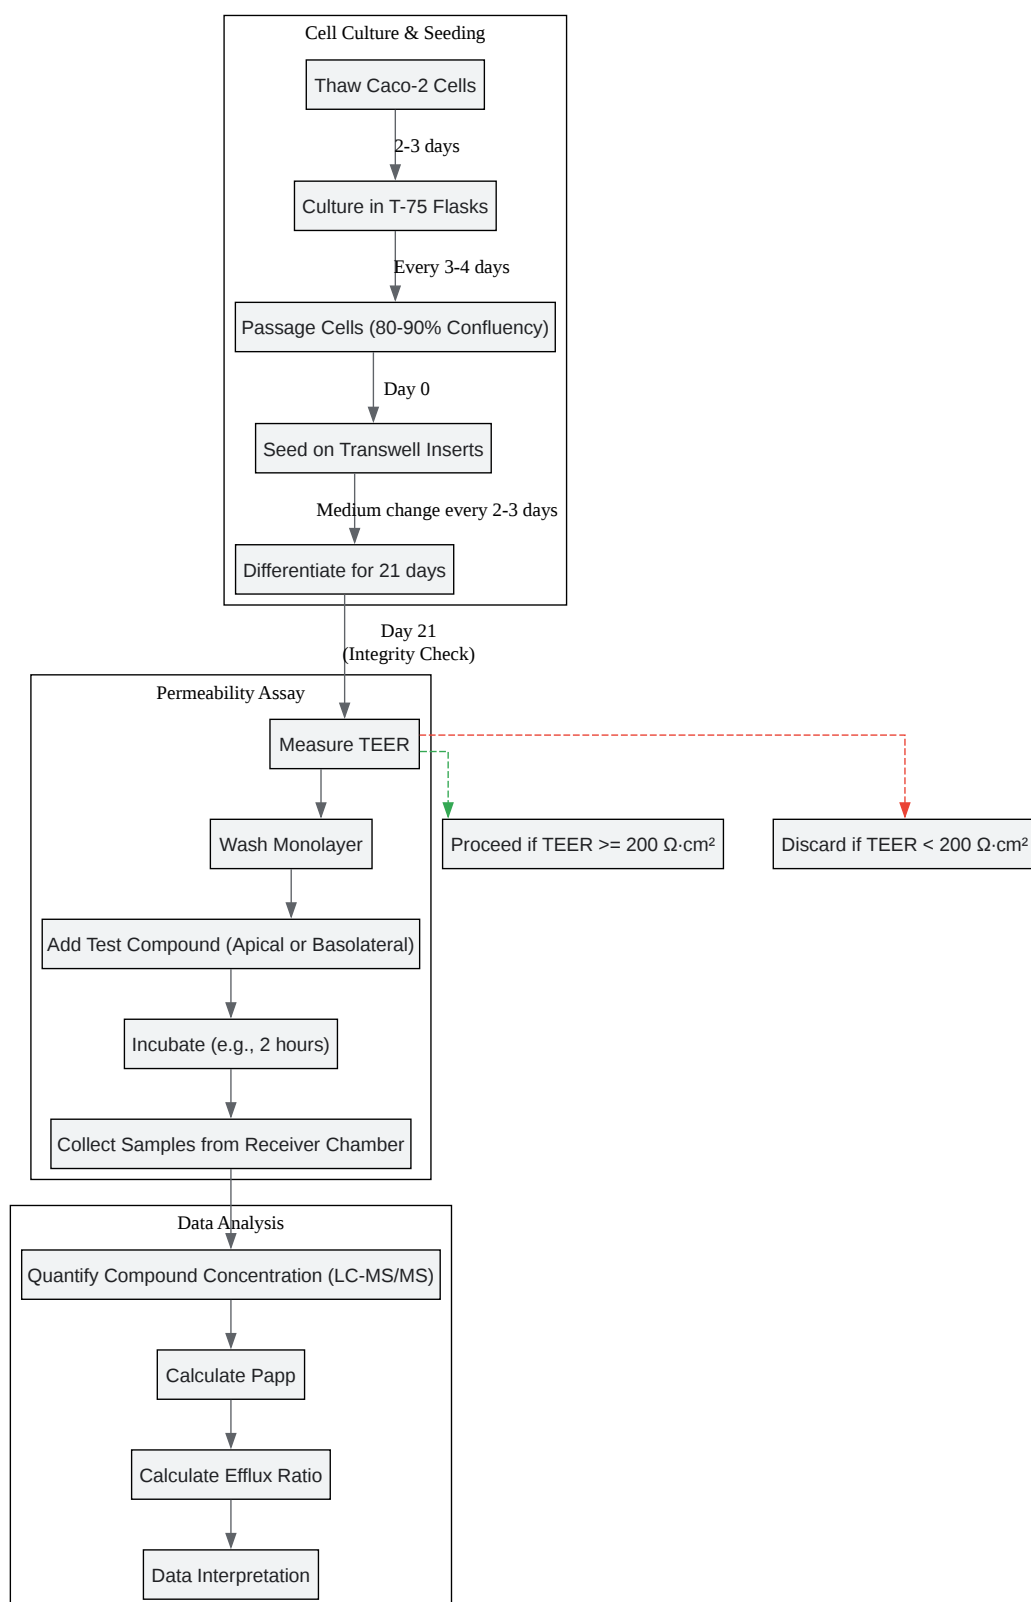 Cell Culture & Seeding
Thaw Caco-2 Cells
2-3 days
Culture in T-75 Flasks
Every 3-4 days
Passage Cells (80-90% Confluency)
Day 0
Seed on Transwell Inserts
Medium change every 2-3 days
Differentiate for 21 days
Day 21
(Integrity Check)
Permeability Assay
Measure TEER
Wash Monolayer
Proceed if TEER >= 200 Ω·cm²
Discard if TEER < 200 Ω·cm²
Add Test Compound (Apical or Basolateral)
Incubate (e.g., 2 hours)
Collect Samples from Receiver Chamber
Data Analysis
Quantify Compound Concentration (LC-MS/MS)
Calculate Papp
Calculate Efflux Ratio
Data Interpretation